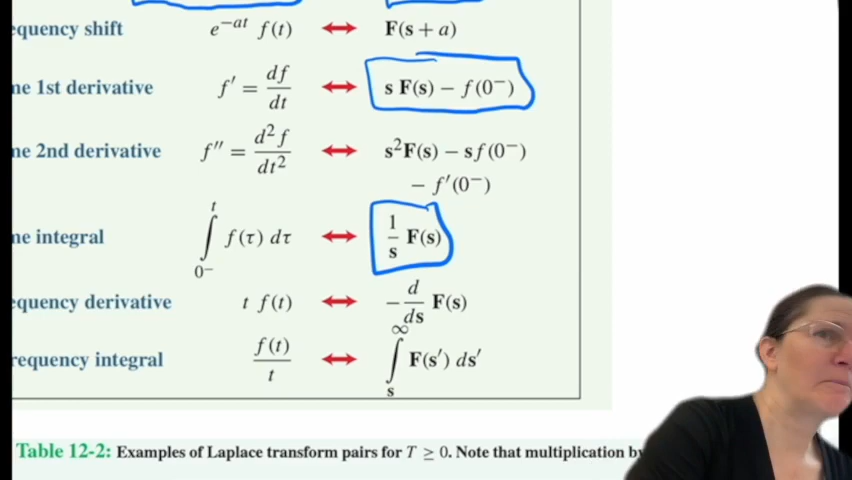 equency shift e^{-at} f(t) ↔ F(s + a)
ne 1st derivative f' = df/dt ↔ s F(s) − f(0⁻)
ne 2nd derivative f'' = d²f/dt² ↔ s²F(s) − sf(0⁻)
− f'(0⁻)
ne integral ∫_{0⁻}^{t} f(τ) dτ ↔ 1/s F(s)
equency derivative t f(t) ↔ −d/ds F(s)
requency integral f(t)/t ↔ ∫_{s}^{∞} F(s') ds'
Table 12-2: Examples of Laplace transform pairs for T ≥ 0. Note that multiplication by